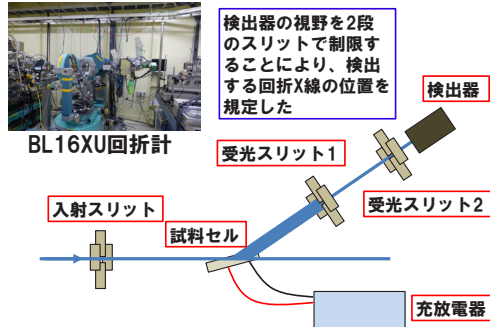 検出器の視野を2段
のスリットで制限す
ることにより、検出
する回折X線の位置を
規定した
検出器
BL16XU回折計
受光スリット1
入射スリット
受光スリット2
試料セル
充放電器